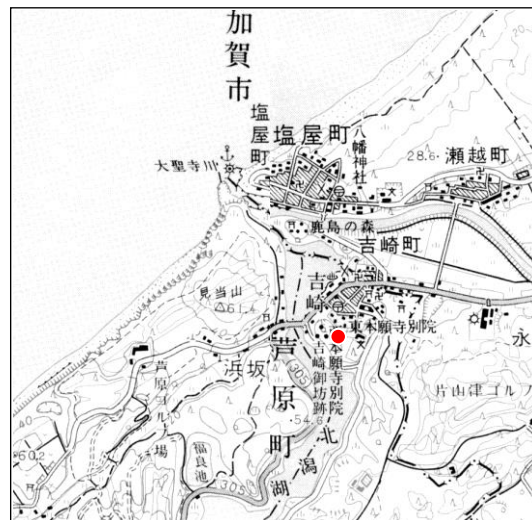 加賀市
塩屋町
塩屋町
八幡神社
瀬越町
28.6
大聖寺川
鹿島の森
吉崎町
吉崎
見当山
61.4
東本願寺別院
本願寺別院
吉崎御坊跡
浜坂
芦原町
芦原ゴルフ場
北潟湖
片山津ゴル
水
305
54.6
福良池
305
40
602